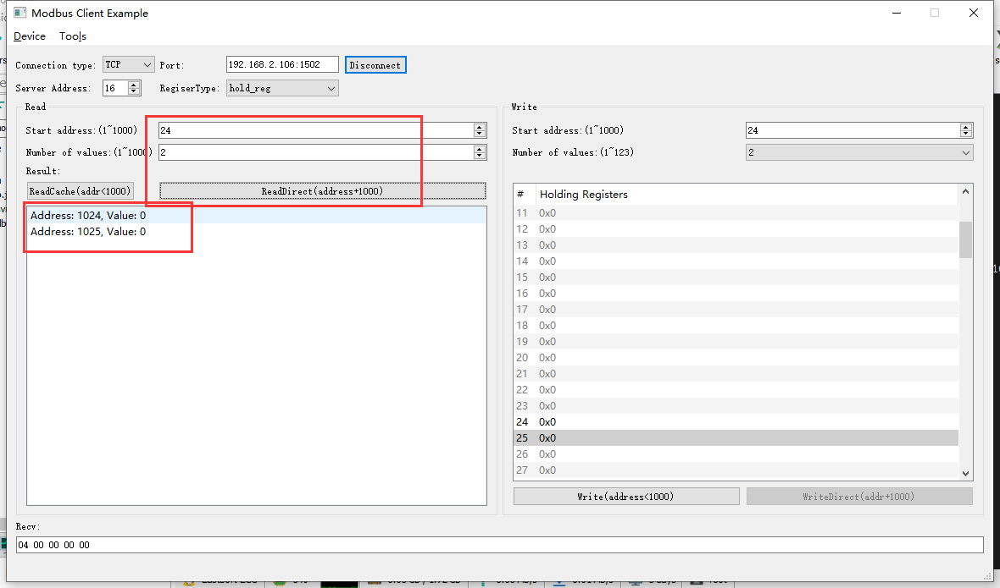 Modbus Client Example
Device Tools
Connection type: TCP Port: 192.168.2.106:1502 Disconnect
Server Address: 16 RegiserType: hold_reg
Read
Start address:(1~1000) 24
Number of values:(1~1000) 2
Result:
ReadCache(addr<1000) ReadDirect(address+1000)
Address: 1024, Value: 0
Address: 1025, Value: 0
Write
Start address:(1~1000) 24
Number of values:(1~123) 2
# Holding Registers
11 0x0
12 0x0
13 0x0
14 0x0
15 0x0
16 0x0
17 0x0
18 0x0
19 0x0
20 0x0
21 0x0
22 0x0
23 0x0
24 0x0
25 0x0
26 0x0
27 0x0
Write(address<1000) WriteDirect(addr+1000)
Recv:
04 00 00 00 00